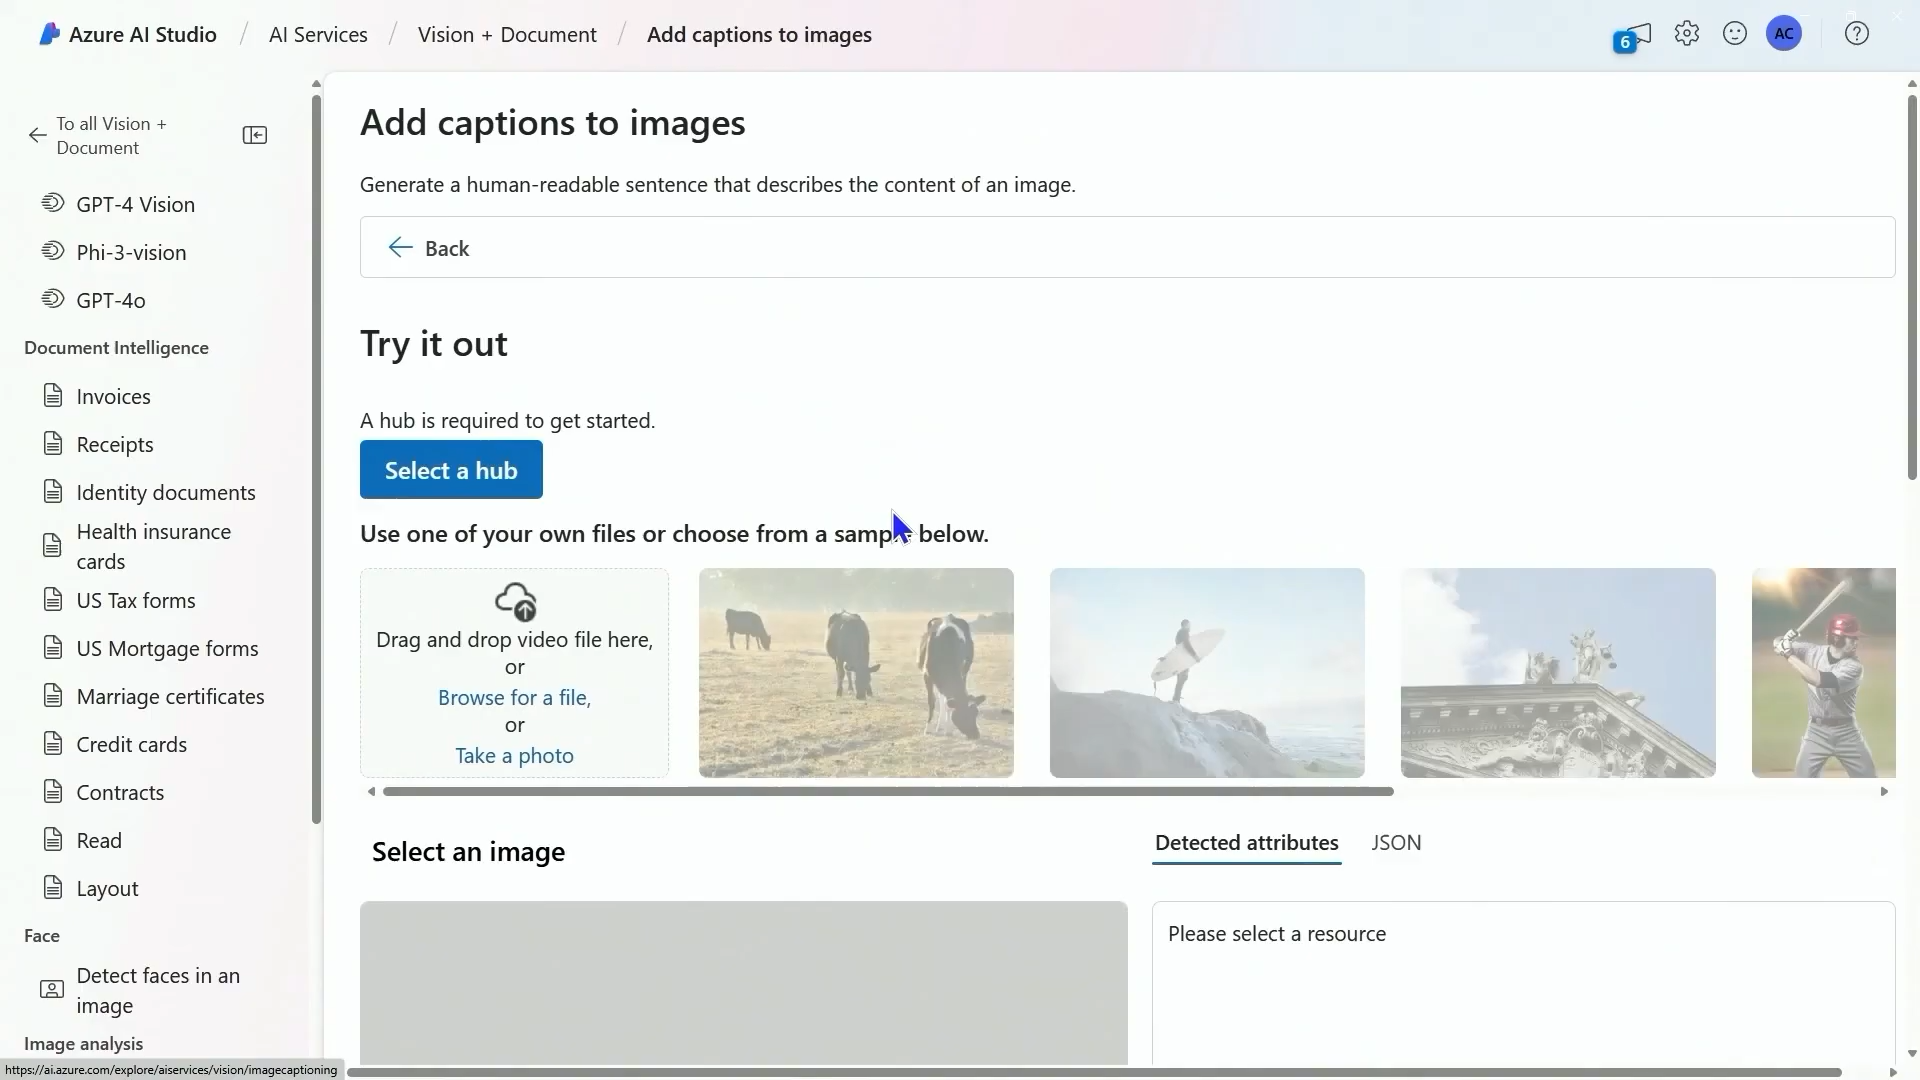 Azure AI Studio / AI Services / Vision + Document / Add captions to images
6
AC
To all Vision +
Document
GPT-4 Vision
Phi-3-vision
GPT-4o
Document Intelligence
Invoices
Receipts
Identity documents
Health insurance
cards
US Tax forms
US Mortgage forms
Marriage certificates
Credit cards
Contracts
Read
Layout
Face
Detect faces in an
image
Image analysis
https://ai.azure.com/explore/aiservices/vision/imagecaptioning
Add captions to images
Generate a human-readable sentence that describes the content of an image.
Back
Try it out
A hub is required to get started.
Select a hub
Use one of your own files or choose from a sample below.
Drag and drop video file here,
or
Browse for a file,
or
Take a photo
Select an image
Detected attributes
JSON
Please select a resource